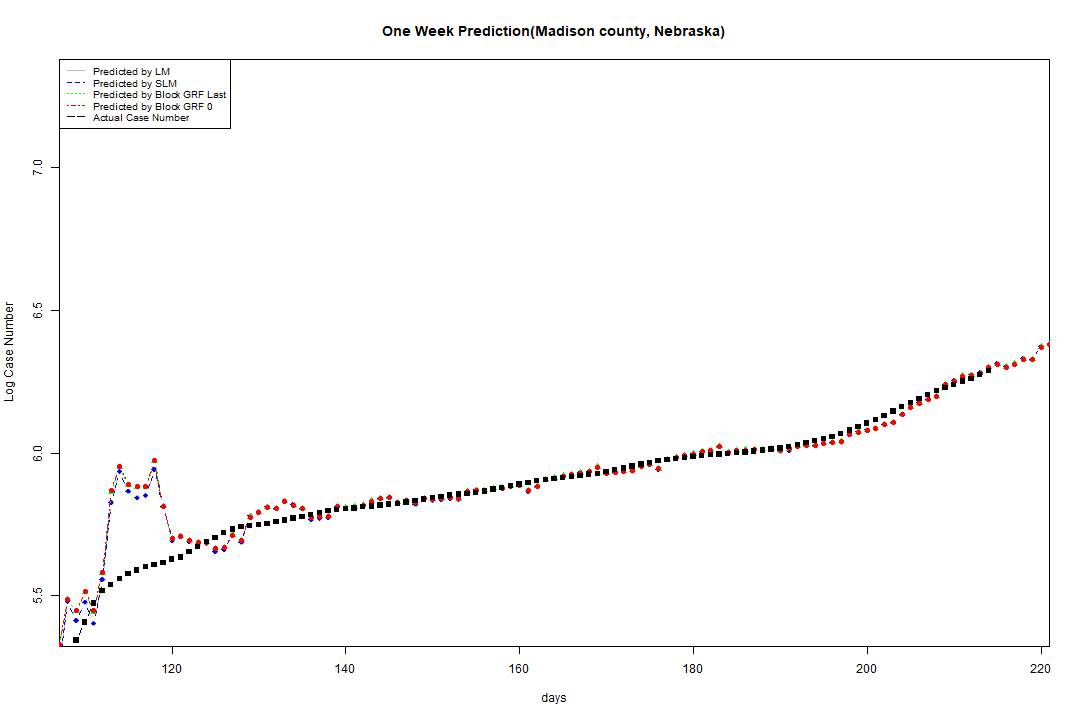 One Week Prediction(Madison county, Nebraska)
Predicted by LM
Predicted by SLM
Predicted by Block GRF Last
Predicted by Block GRF 0
Actual Case Number
7.0
6.5
6.0
5.5
Log Case Number
120 140 160 180 200 220
days